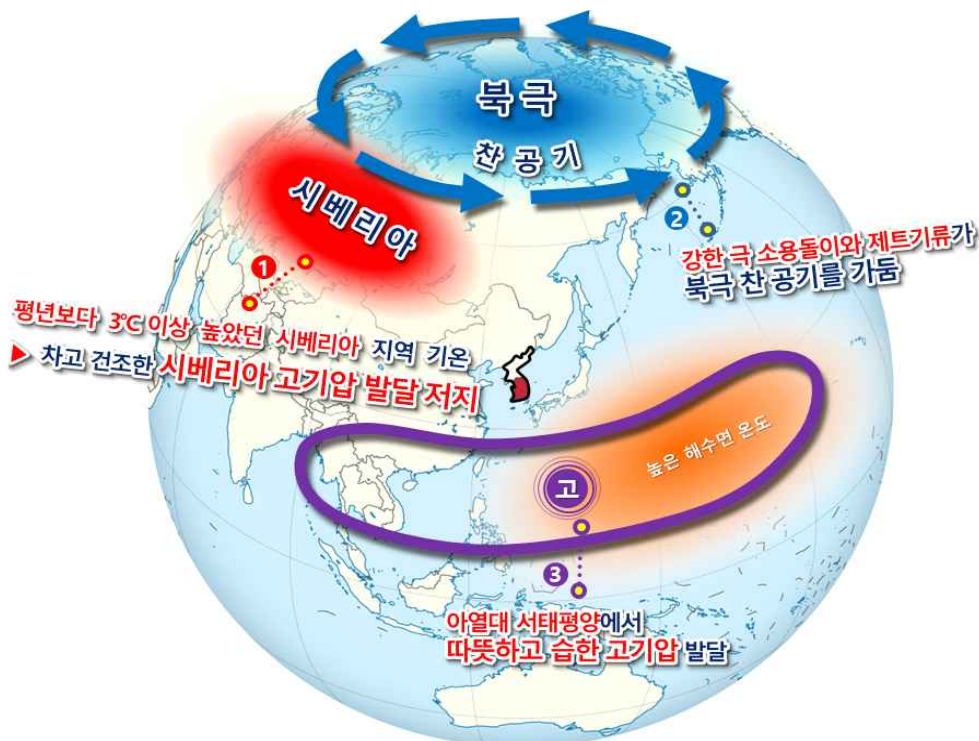 북극
찬공기
시베리아
1
평년보다 3℃ 이상 높았던 시베리아 지역 기온
▶ 차고 건조한 시베리아 고기압 발달 저지
2
강한 극 소용돌이와 제트기류가
북극 찬 공기를 가둠
높은 해수면 온도
고
3
아열대 서태평양에서
따뜻하고 습한 고기압 발달